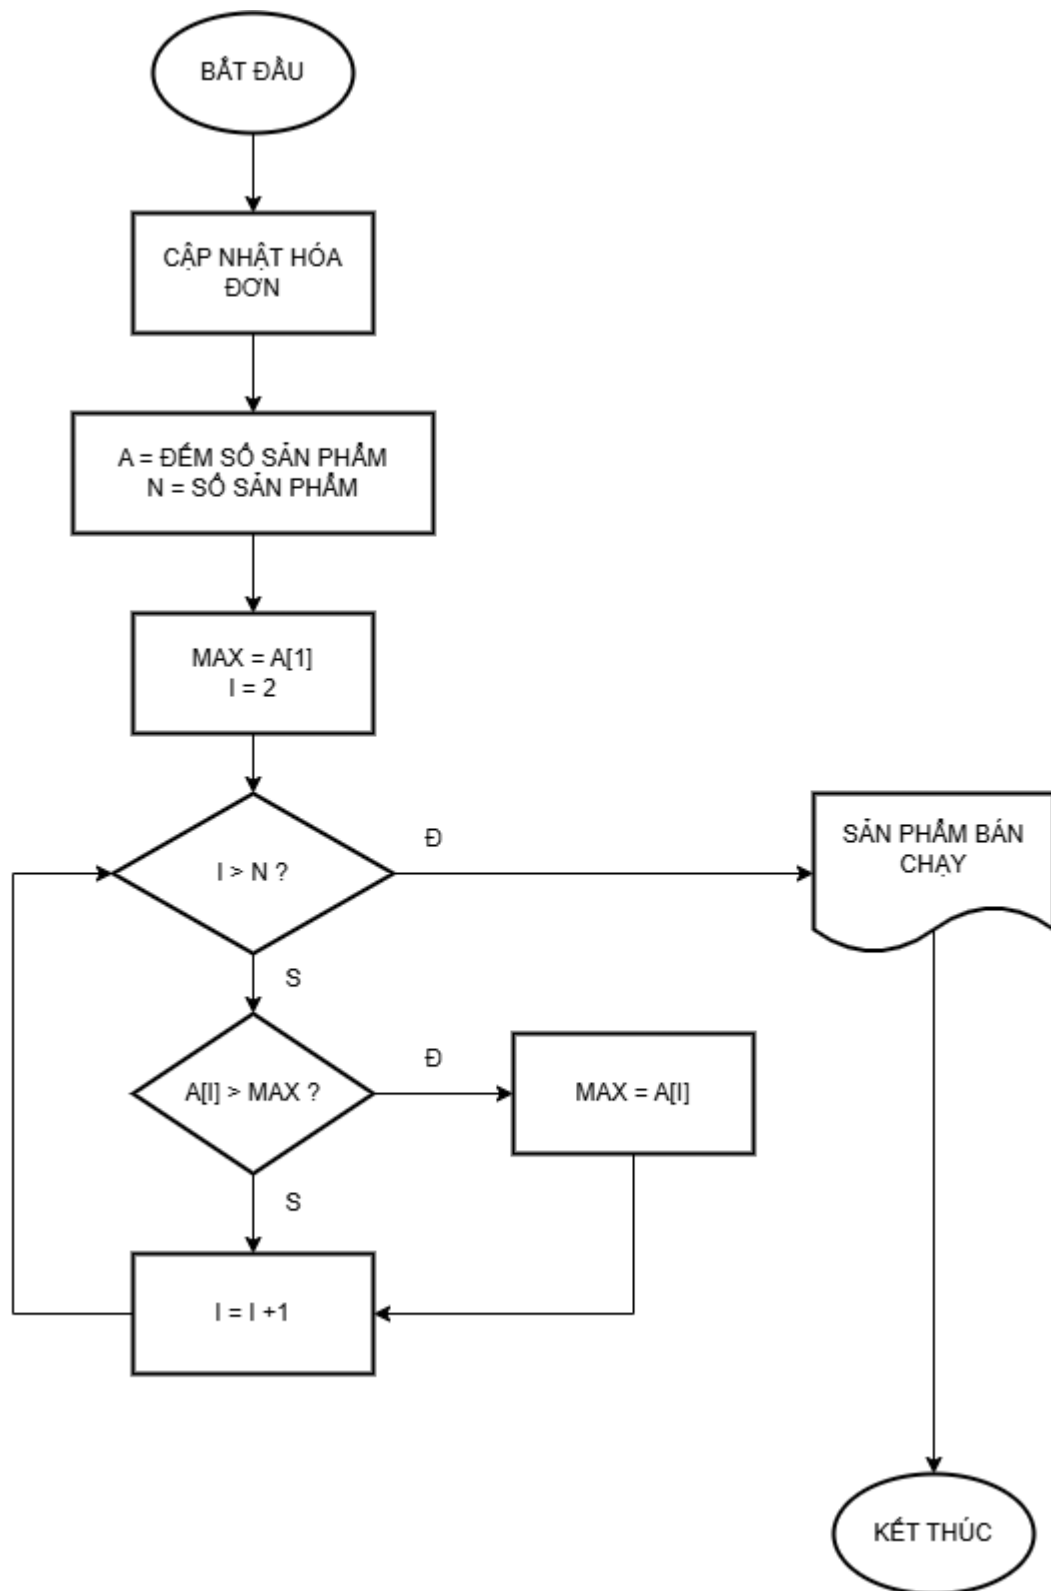 BẮT ĐẦU
CẬP NHẬT HÓA
ĐƠN
A = ĐẾM SỐ SẢN PHẨM
N = SỐ SẢN PHẨM
MAX = A[1]
I = 2
I > N ?
Đ
SẢN PHẨM BÁN
CHẠY
S
A[I] > MAX ?
Đ
MAX = A[I]
S
I = I +1
KẾT THÚC